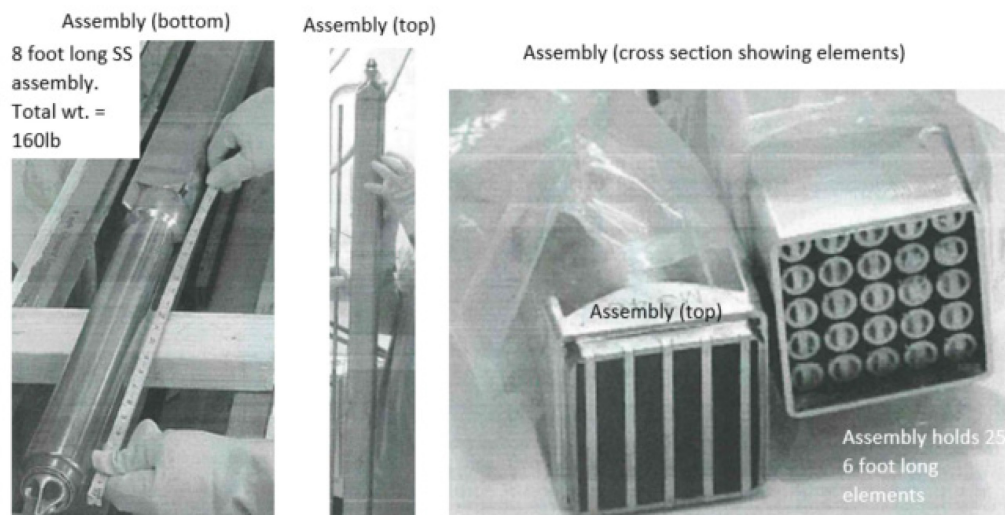 Assembly (bottom)
8 foot long SS
assembly.
Total wt. =
160lb
Assembly (top)
Assembly (cross section showing elements)
Assembly (top)
Assembly holds 25
6 foot long
elements